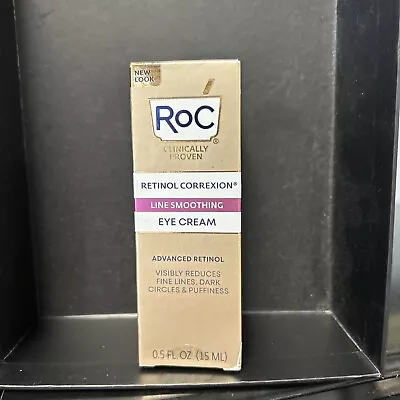 NEW
LOOK
RoC®
CLINICALLY
PROVEN
RETINOL CORREXION®
LINE SMOOTHING
EYE CREAM
ADVANCED RETINOL
VISIBLY REDUCES
FINE LINES, DARK
CIRCLES & PUFFINESS
0.5 FL. OZ (15 ML)